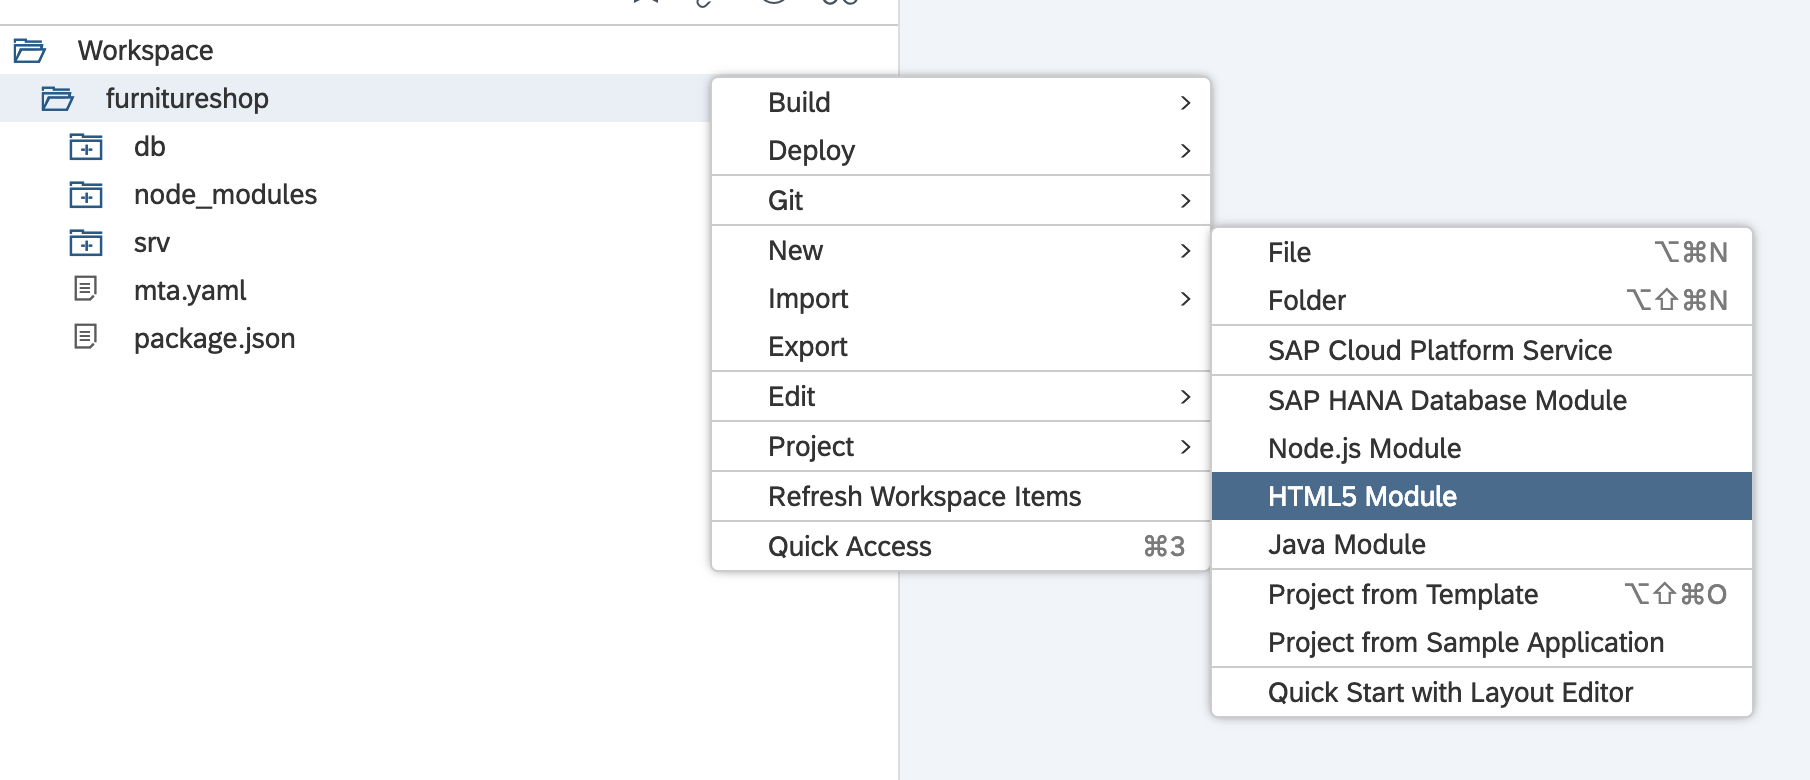 Workspace
furnitureshop
db
node_modules
srv
mta.yaml
package.json
Build
Deploy
Git
New
Import
Export
Edit
Project
Refresh Workspace Items
Quick Access ⌘3
File ⌥⌘N
Folder ⌥⇧⌘N
SAP Cloud Platform Service
SAP HANA Database Module
Node.js Module
HTML5 Module
Java Module
Project from Template ⌥⇧⌘O
Project from Sample Application
Quick Start with Layout Editor